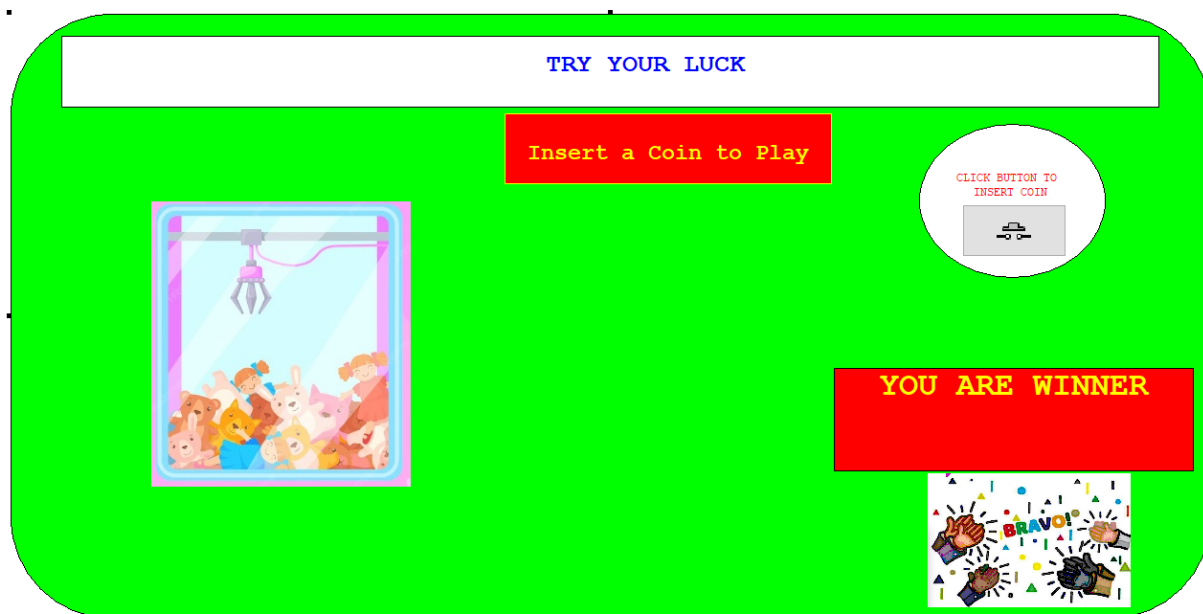 TRY YOUR LUCK
Insert a Coin to Play
CLICK BUTTON TO
INSERT COIN
YOU ARE WINNER
BRAVO!